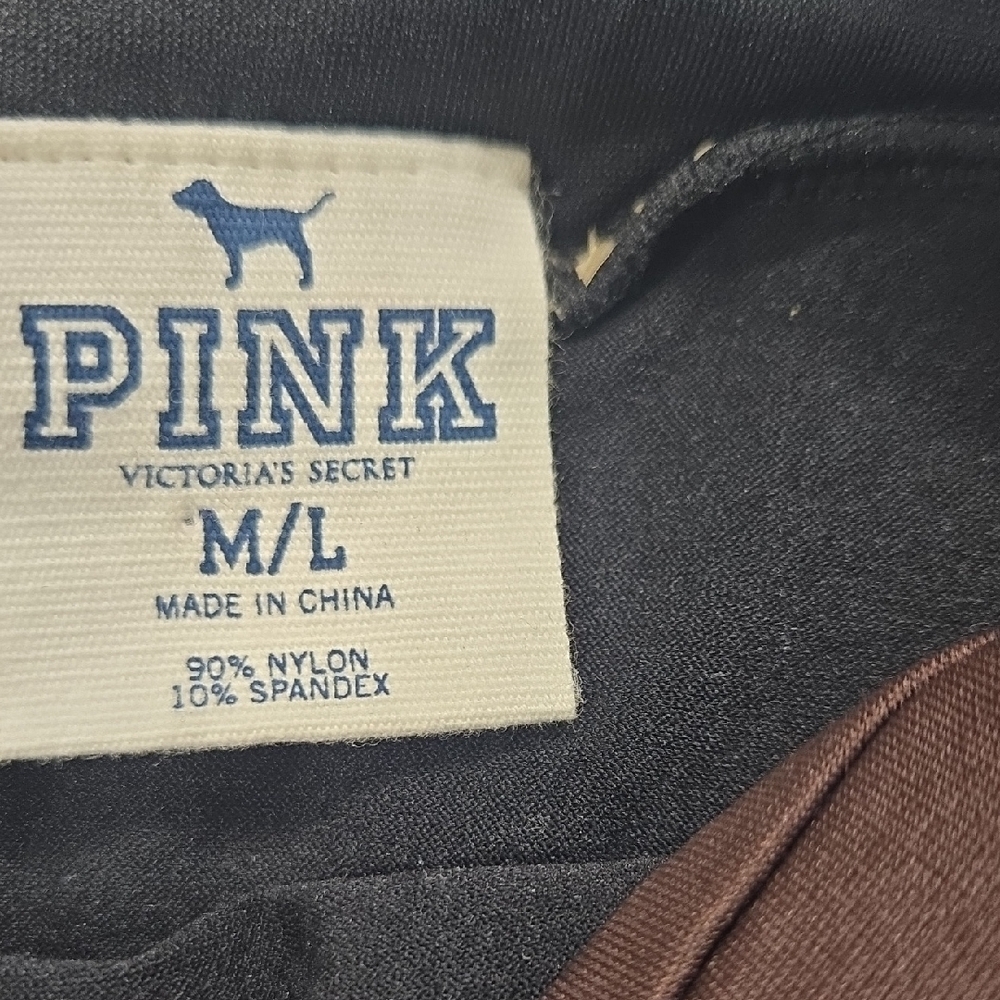 PINK
VICTORIA'S SECRET
M/L
MADE IN CHINA
90% NYLON
10% SPANDEX